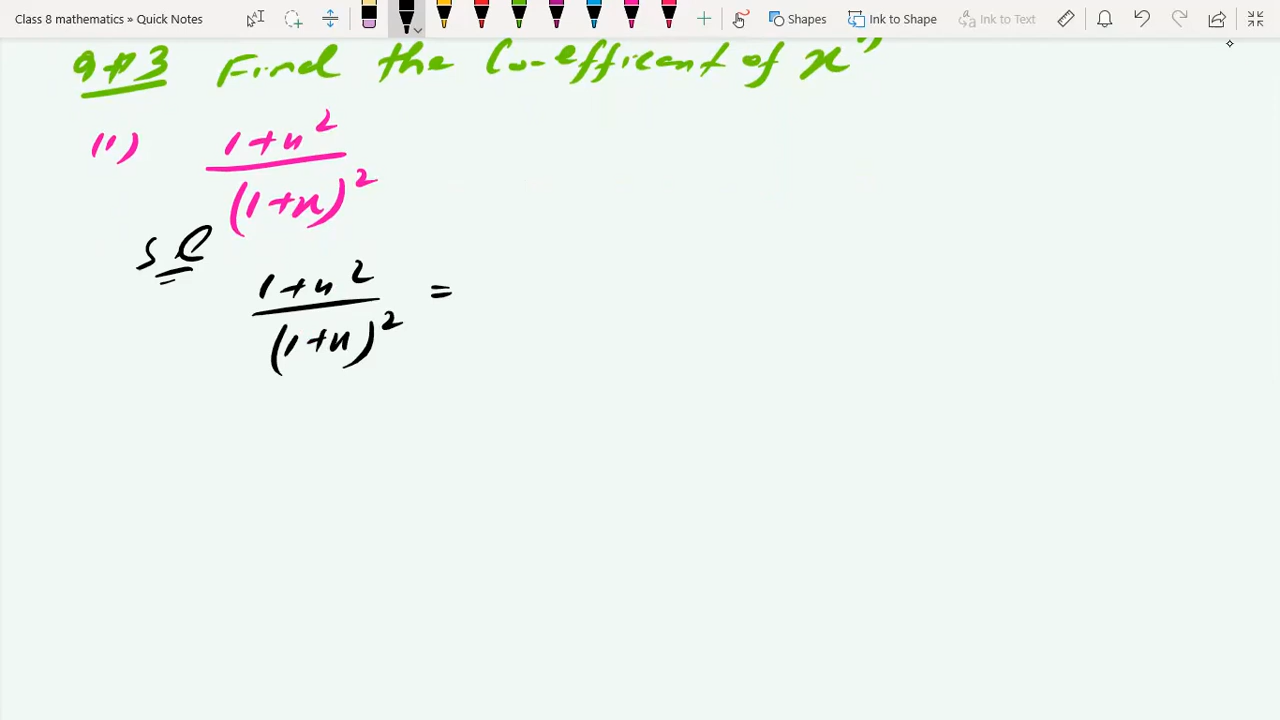 Class 8 mathematics » Quick Notes
Shapes
Ink to Shape
Ink to Text
Q#3 Find the Co-efficent of xⁿ
(i) 1+x²
(1+x)²
Sol
1+x² =
(1+x)²